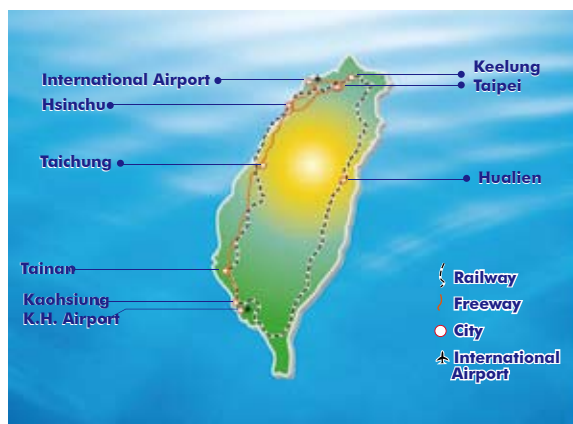 Keelung
International Airport
Taipei
Hsinchu
Taichung
Hualien
Tainan
Kaohsiung
K.H. Airport
Railway
Freeway
City
International
Airport